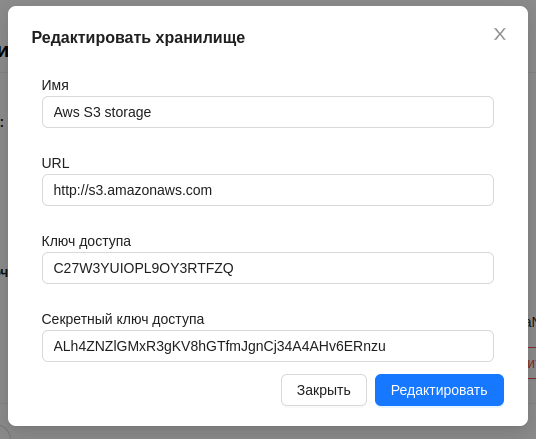 Редактировать хранилище
Имя
Aws S3 storage
URL
http://s3.amazonaws.com
Ключ доступа
C27W3YUIOPL9OY3RTFZQ
Секретный ключ доступа
ALh4ZNZlGMxR3gKV8hGTfmJgnCj34A4AHv6ERnzu
Закрыть
Редактировать